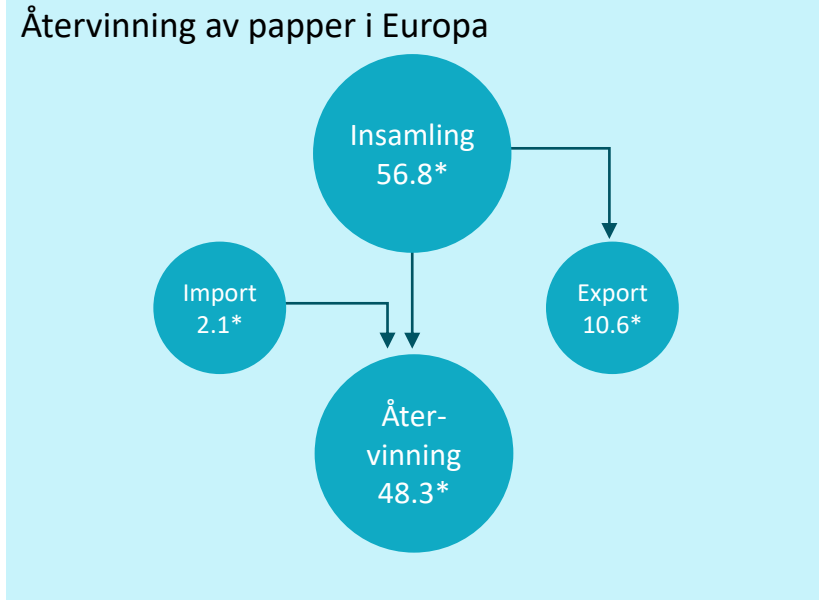 Återvinning av papper i Europa
Insamling
56.8*
Import
2.1*
Export
10.6*
Åter-
vinning
48.3*